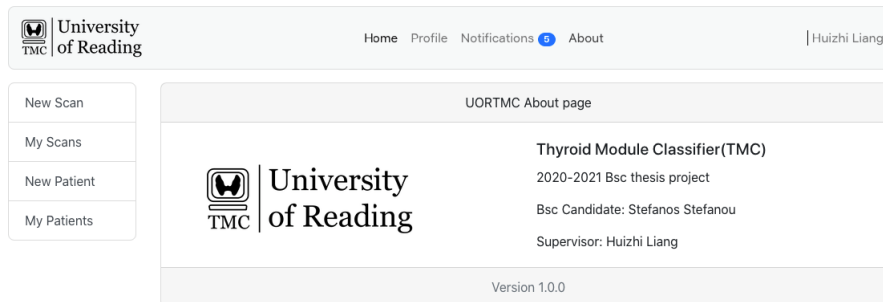 University
TMC of Reading
Home Profile Notifications 5 About
Huizhi Liang
New Scan
My Scans
New Patient
My Patients
UORTMC About page
University
TMC of Reading
Thyroid Module Classifier(TMC)
2020-2021 Bsc thesis project
Bsc Candidate: Stefanos Stefanou
Supervisor: Huizhi Liang
Version 1.0.0